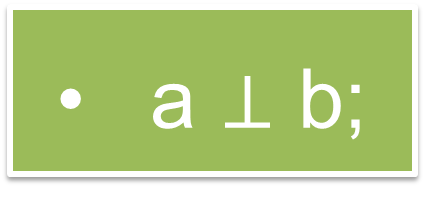 • a ⊥ b;